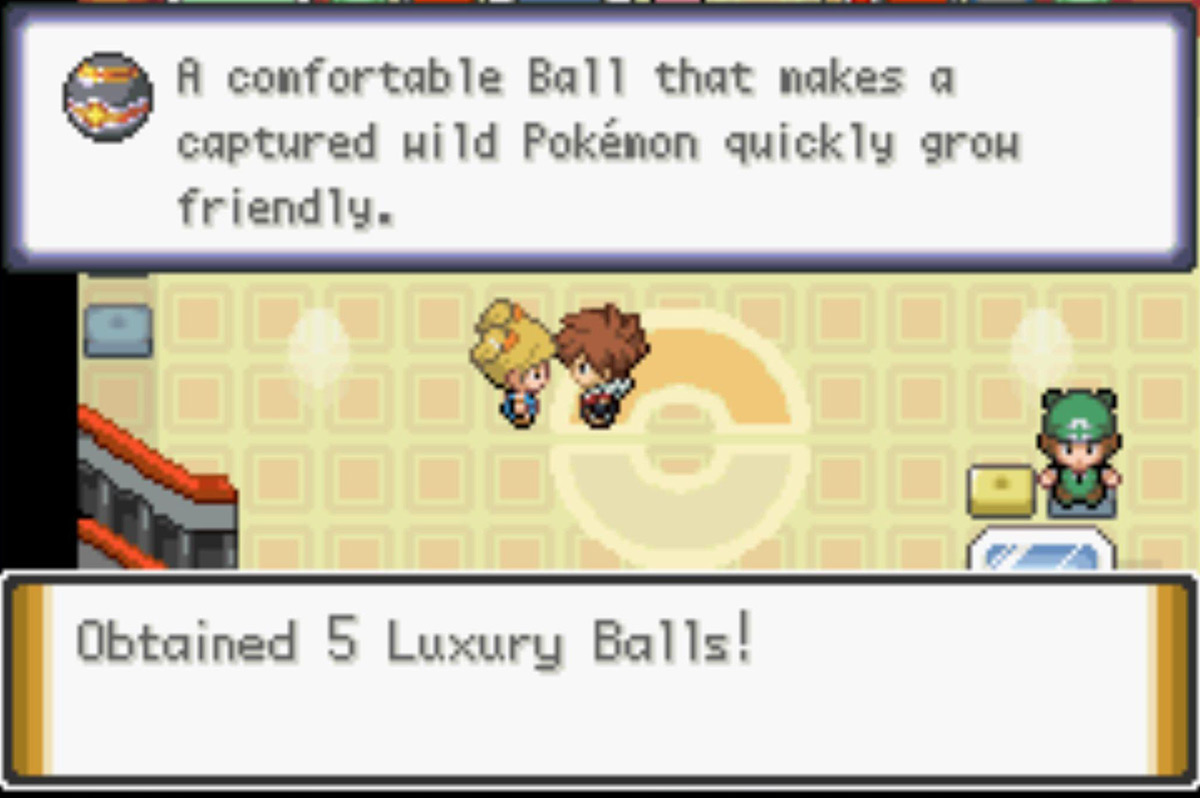 A comfortable Ball that makes a
captured wild Pokémon quickly grow
friendly.
Obtained 5 Luxury Balls!